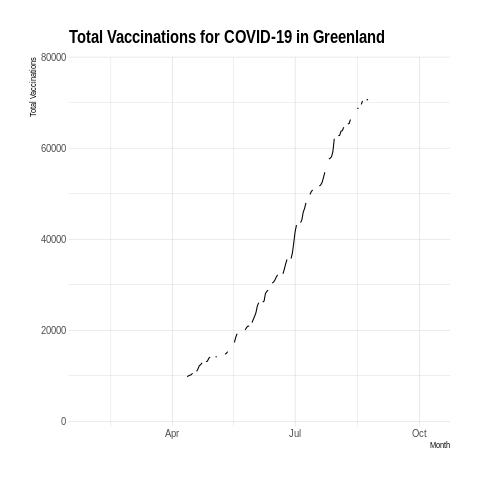 Total Vaccinations for COVID-19 in Greenland
Total Vaccinations
80000
60000
40000
20000
0
Apr
Jul
Oct
Month